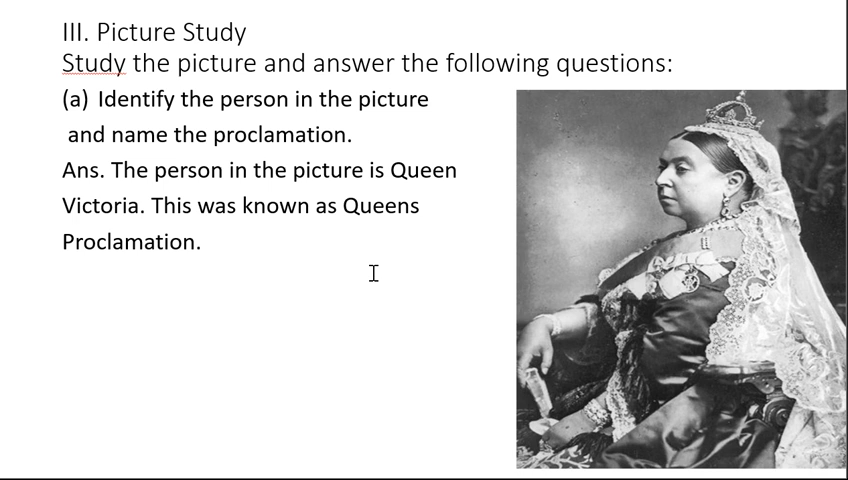 III. Picture Study
Study the picture and answer the following questions:
(a) Identify the person in the picture
and name the proclamation.
Ans. The person in the picture is Queen
Victoria. This was known as Queens
Proclamation.